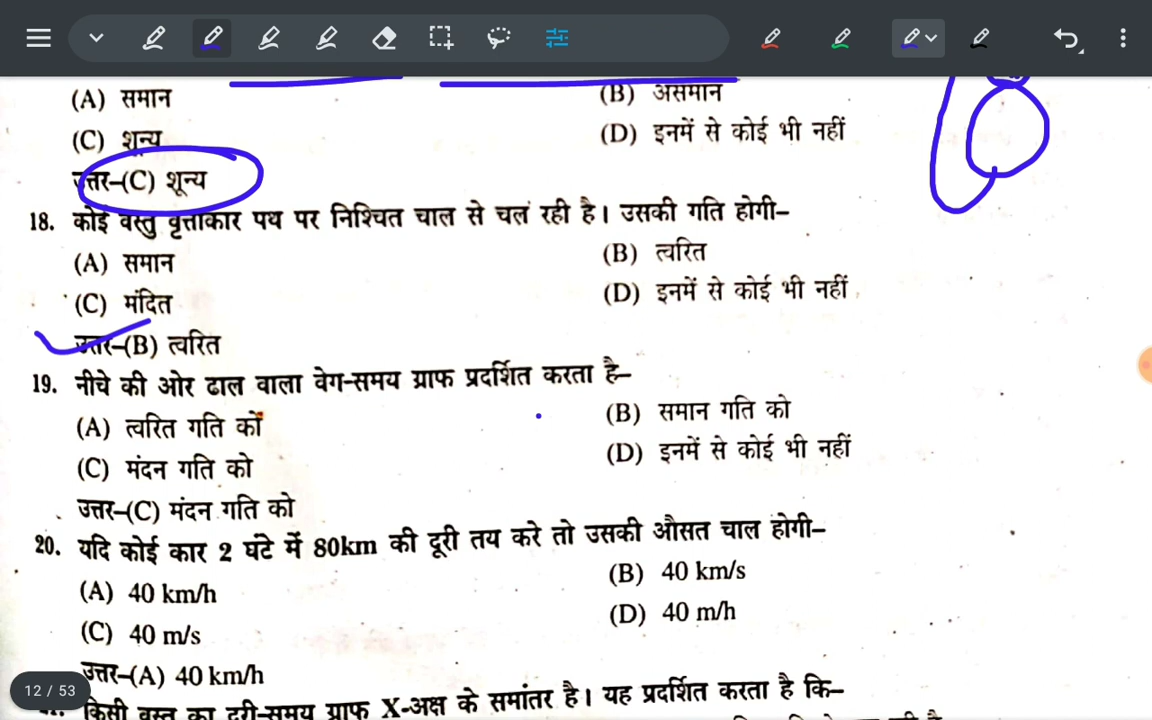 (A) समान
(B) असमान
(C) शून्य
(D) इनमें से कोई भी नहीं
उत्तर–(C) शून्य
18. कोई वस्तु वृत्ताकार पथ पर निश्चित चाल से चल रही है। उसकी गति होगी–
(A) समान
(B) त्वरित
(C) मंदित
(D) इनमें से कोई भी नहीं
उत्तर–(B) त्वरित
19. नीचे की ओर ढाल वाला वेग-समय ग्राफ प्रदर्शित करता है–
(A) त्वरित गति को
(B) समान गति को
(C) मंदन गति को
(D) इनमें से कोई भी नहीं
उत्तर–(C) मंदन गति को
20. यदि कोई कार 2 घंटे में 80km की दूरी तय करे तो उसकी औसत चाल होगी–
(A) 40 km/h
(B) 40 km/s
(C) 40 m/s
(D) 40 m/h
उत्तर–(A) 40 km/h
12 / 53
किसी वस्तु का दूरी-समय ग्राफ X-अक्ष के समांतर है। यह प्रदर्शित करता है कि–